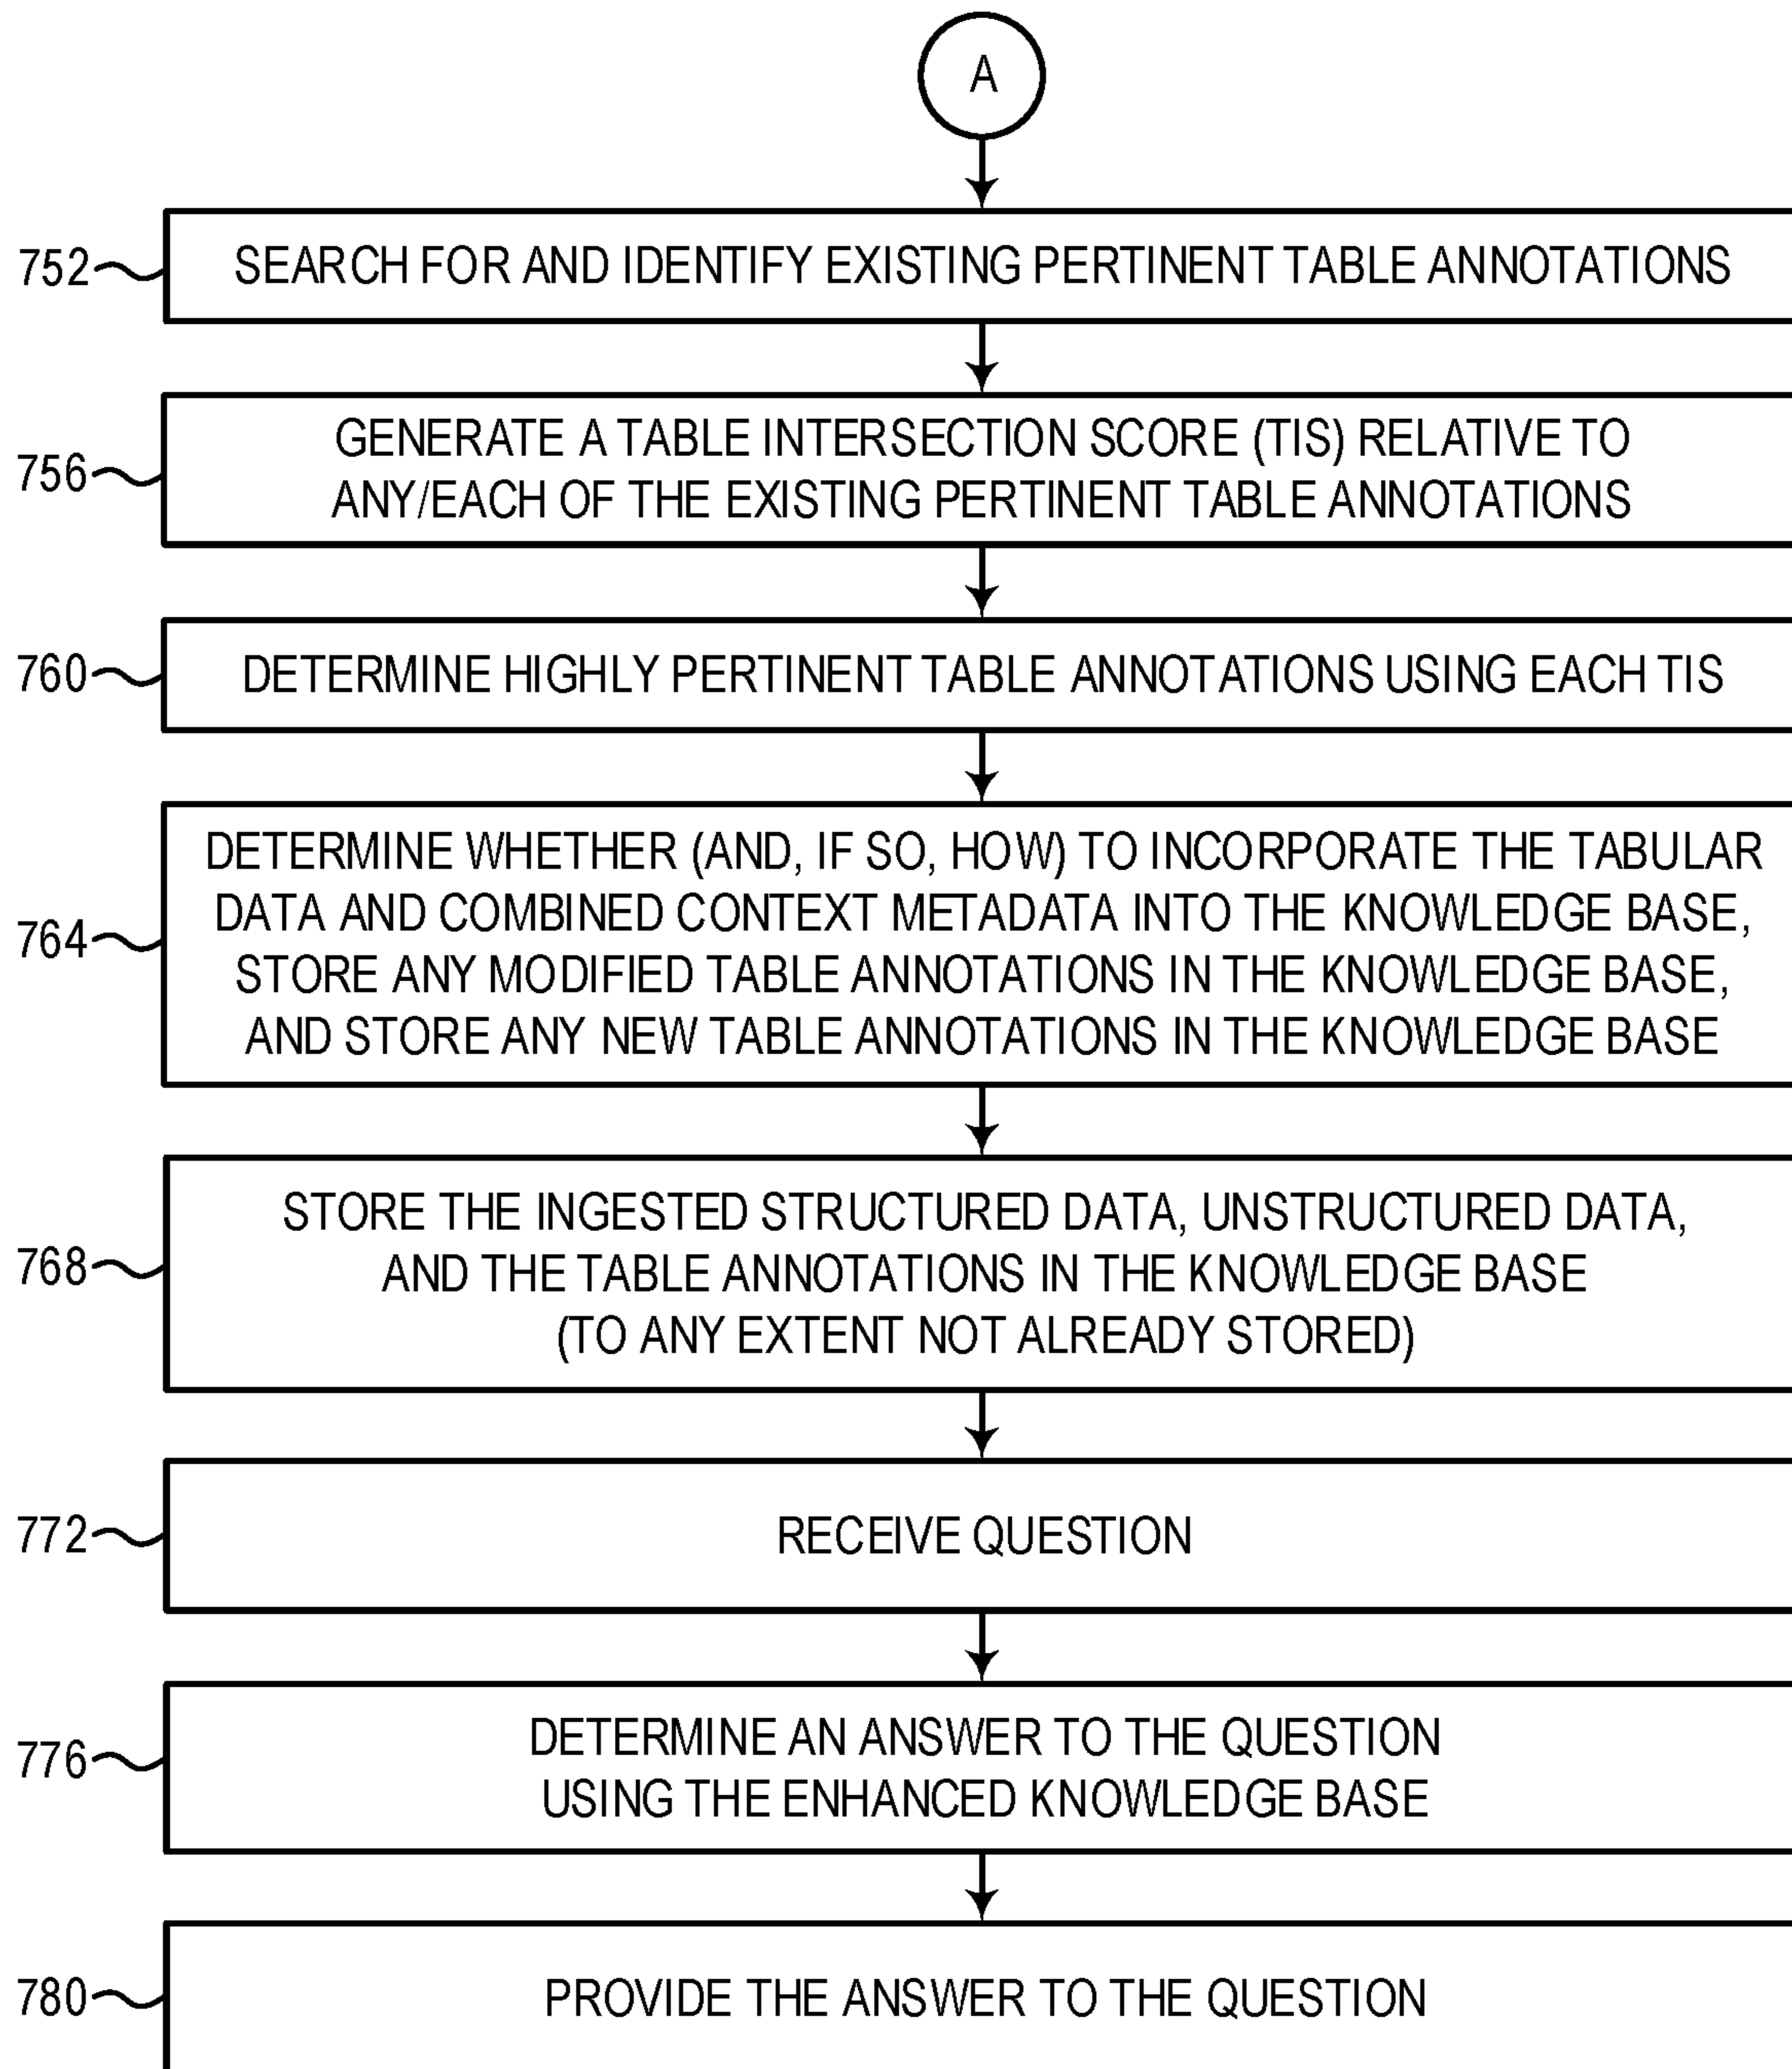 A
752
SEARCH FOR AND IDENTIFY EXISTING PERTINENT TABLE ANNOTATIONS
756
GENERATE A TABLE INTERSECTION SCORE (TIS) RELATIVE TO
ANY/EACH OF THE EXISTING PERTINENT TABLE ANNOTATIONS
760
DETERMINE HIGHLY PERTINENT TABLE ANNOTATIONS USING EACH TIS
764
DETERMINE WHETHER (AND, IF SO, HOW) TO INCORPORATE THE TABULAR
DATA AND COMBINED CONTEXT METADATA INTO THE KNOWLEDGE BASE,
STORE ANY MODIFIED TABLE ANNOTATIONS IN THE KNOWLEDGE BASE,
AND STORE ANY NEW TABLE ANNOTATIONS IN THE KNOWLEDGE BASE
768
STORE THE INGESTED STRUCTURED DATA, UNSTRUCTURED DATA,
AND THE TABLE ANNOTATIONS IN THE KNOWLEDGE BASE
(TO ANY EXTENT NOT ALREADY STORED)
772
RECEIVE QUESTION
776
DETERMINE AN ANSWER TO THE QUESTION
USING THE ENHANCED KNOWLEDGE BASE
780
PROVIDE THE ANSWER TO THE QUESTION